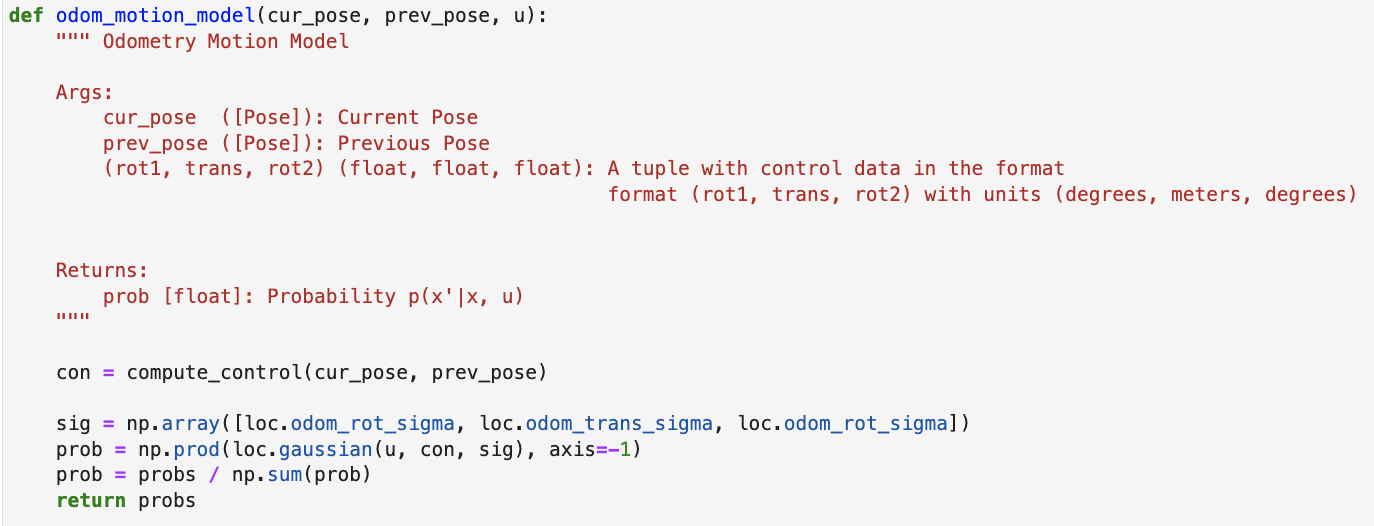 def odom_motion_model(cur_pose, prev_pose, u):
    """ Odometry Motion Model

    Args:
        cur_pose  ([Pose]): Current Pose
        prev_pose ([Pose]): Previous Pose
        (rot1, trans, rot2) (float, float, float): A tuple with control data in the format
                                                   format (rot1, trans, rot2) with units (degrees, meters, degrees)


    Returns:
        prob [float]: Probability p(x'|x, u)
    """

    con = compute_control(cur_pose, prev_pose)

    sig = np.array([loc.odom_rot_sigma, loc.odom_trans_sigma, loc.odom_rot_sigma])
    prob = np.prod(loc.gaussian(u, con, sig), axis=-1)
    prob = probs / np.sum(prob)
    return probs